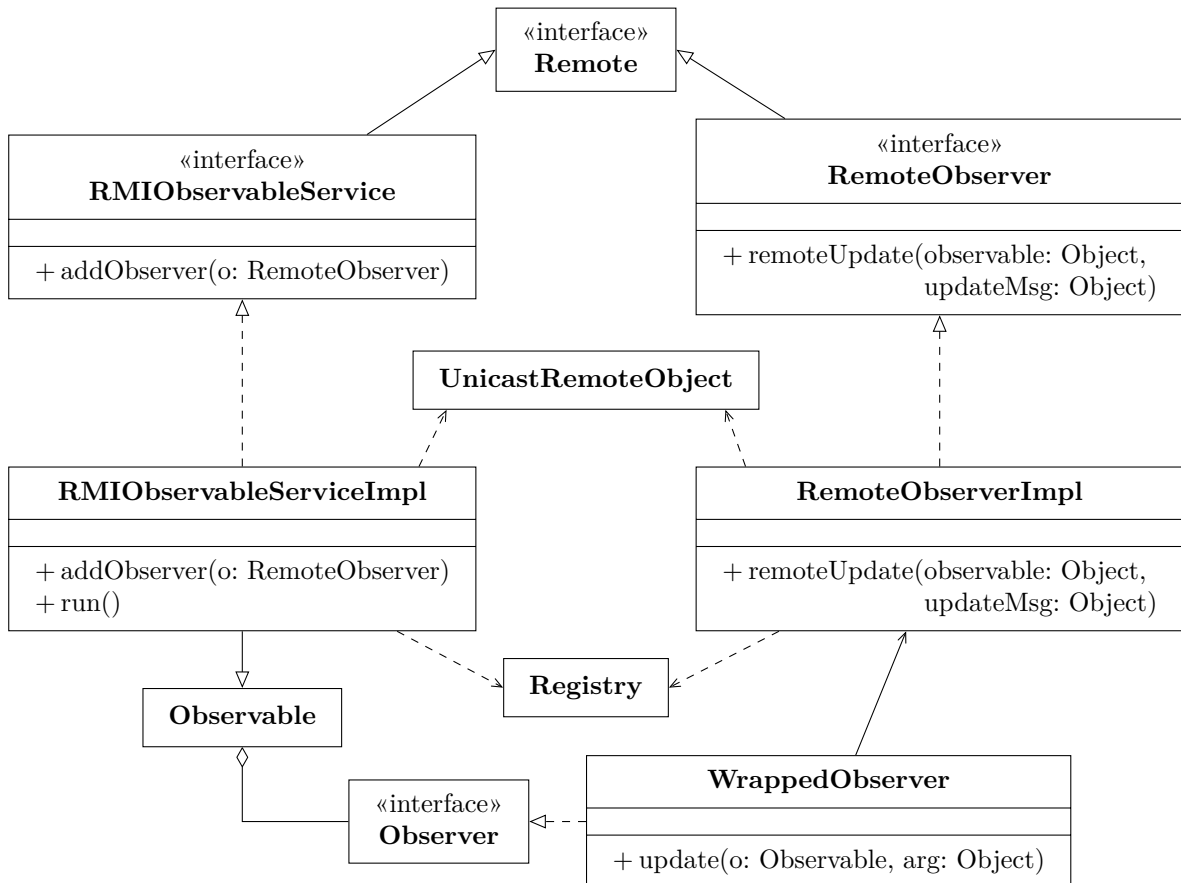 «interface»
Remote
«interface»
RMIObservableService
+ addObserver(o: RemoteObserver)
«interface»
RemoteObserver
+ remoteUpdate(observable: Object,
updateMsg: Object)
UnicastRemoteObject
RMIObservableServiceImpl
+ addObserver(o: RemoteObserver)
+ run()
RemoteObserverImpl
+ remoteUpdate(observable: Object,
updateMsg: Object)
Registry
Observable
«interface»
Observer
WrappedObserver
+ update(o: Observable, arg: Object)